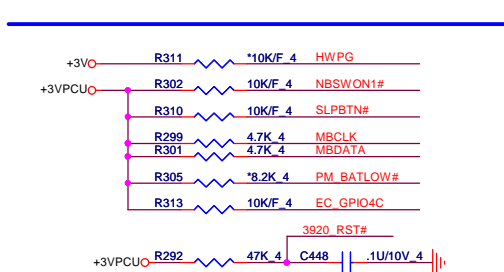 +3V R311 *10K/F_4 HWPG
+3VPCU R302 10K/F_4 NBSWON1#
R310 10K/F_4 SLPBTN#
R299 4.7K_4 MBCLK
R301 4.7K_4 MBDATA
R305 *8.2K_4 PM_BATLOW#
R313 10K/F_4 EC_GPIO4C
3920_RST#
+3VPCU R292 47K_4 C448 .1U/10V_4